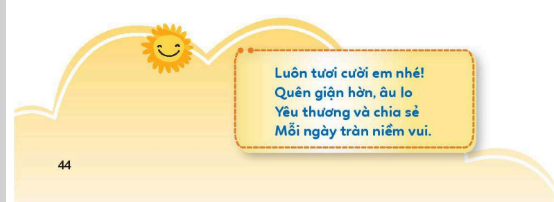 Luôn tươi cười em nhé!
Quên giận hờn, âu lo
Yêu thương và chia sẻ
Mỗi ngày tràn niềm vui.
44